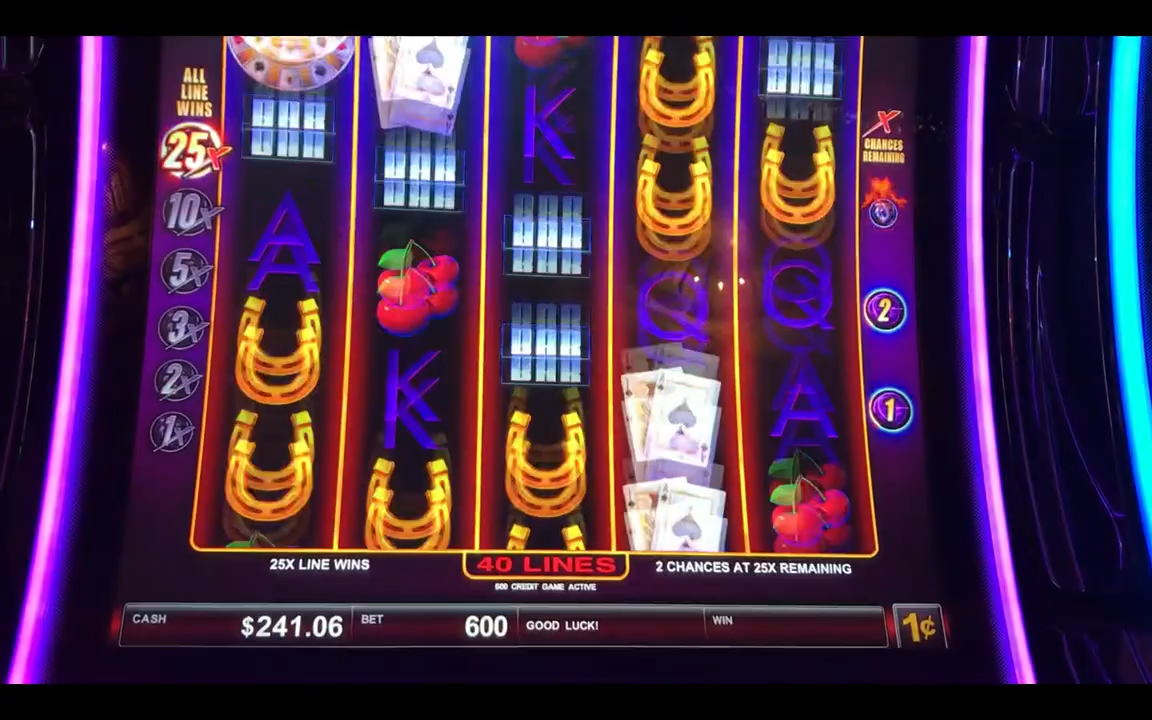 ALL
LINE
WINS
25X
10X
5X
3X
2X
1X
BAR
BAR
BAR
BAR
BAR
A
K
K
Q
Q
A
X
CHANCES
REMAINING
2
1
25X LINE WINS
40 LINES
2 CHANCES AT 25X REMAINING
600 CREDIT GAME ACTIVE
CASH
$241.06
BET
600
GOOD LUCK!
WIN
1¢